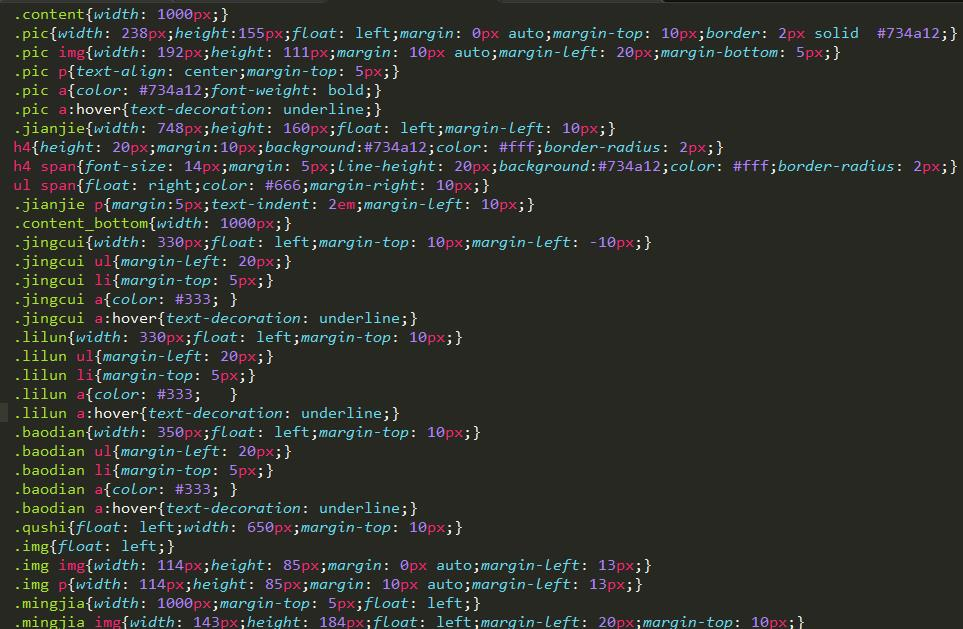 .content{width: 1000px;}
.pic{width: 238px;height:155px;float: left;margin: 0px auto;margin-top: 10px;border: 2px solid  #734a12;}
.pic img{width: 192px;height: 111px;margin: 10px auto;margin-left: 20px;margin-bottom: 5px;}
.pic p{text-align: center;margin-top: 5px;}
.pic a{color: #734a12;font-weight: bold;}
.pic a:hover{text-decoration: underline;}
.jianjie{width: 748px;height: 160px;float: left;margin-left: 10px;}
h4{height: 20px;margin:10px;background:#734a12;color: #fff;border-radius: 2px;}
h4 span{font-size: 14px;margin: 5px;line-height: 20px;background:#734a12;color: #fff;border-radius: 2px;}
ul span{float: right;color: #666;margin-right: 10px;}
.jianjie p{margin:5px;text-indent: 2em;margin-left: 10px;}
.content_bottom{width: 1000px;}
.jingcui{width: 330px;float: left;margin-top: 10px;margin-left: -10px;}
.jingcui ul{margin-left: 20px;}
.jingcui li{margin-top: 5px;}
.jingcui a{color: #333; }
.jingcui a:hover{text-decoration: underline;}
.lilun{width: 330px;float: left;margin-top: 10px;}
.lilun ul{margin-left: 20px;}
.lilun li{margin-top: 5px;}
.lilun a{color: #333;   }
.lilun a:hover{text-decoration: underline;}
.baodian{width: 350px;float: left;margin-top: 10px;}
.baodian ul{margin-left: 20px;}
.baodian li{margin-top: 5px;}
.baodian a{color: #333; }
.baodian a:hover{text-decoration: underline;}
.qushi{float: left;width: 650px;margin-top: 10px;}
.img{float: left;}
.img img{width: 114px;height: 85px;margin: 0px auto;margin-left: 13px;}
.img p{width: 114px;height: 85px;margin: 10px auto;margin-left: 13px;}
.mingjia{width: 1000px;margin-top: 5px;float: left;}
.mingjia img{width: 143px;height: 184px;float: left;margin-left: 20px;margin-top: 10px;}